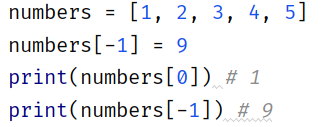 numbers = [1, 2, 3, 4, 5]
numbers[-1] = 9
print(numbers[0]) # 1
print(numbers[-1]) # 9